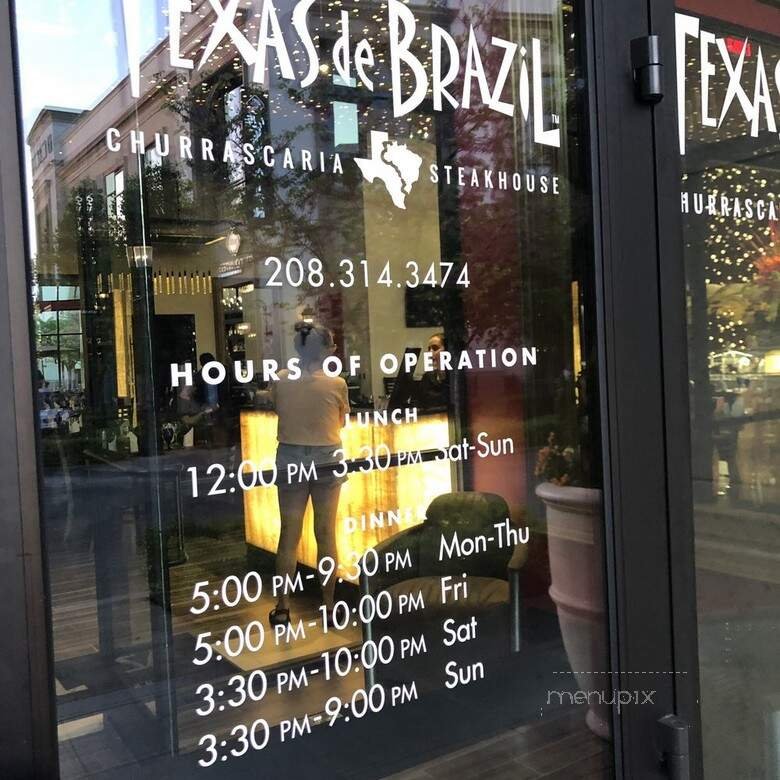 TEXAS de BRAZIL™
CHURRASCARIA STEAKHOUSE
208.314.3474
HOURS OF OPERATION
LUNCH
12:00 PM 3:30 PM Sat-Sun
DINNER
5:00 PM-9:30 PM Mon-Thu
5:00 PM-10:00 PM Fri
3:30 PM-10:00 PM Sat
3:30 PM-9:00 PM Sun
TEXAS
HURRASCA
menupix